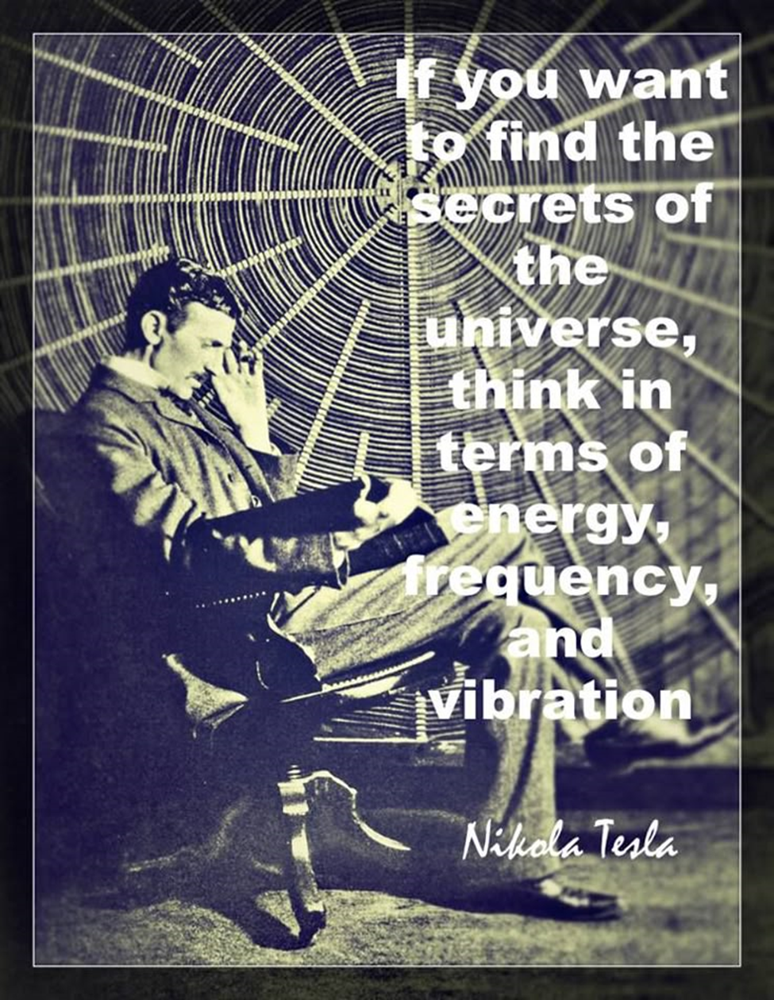 If you want
to find the
secrets of
the
universe,
think in
terms of
energy,
frequency,
and
vibration
Nikola Tesla